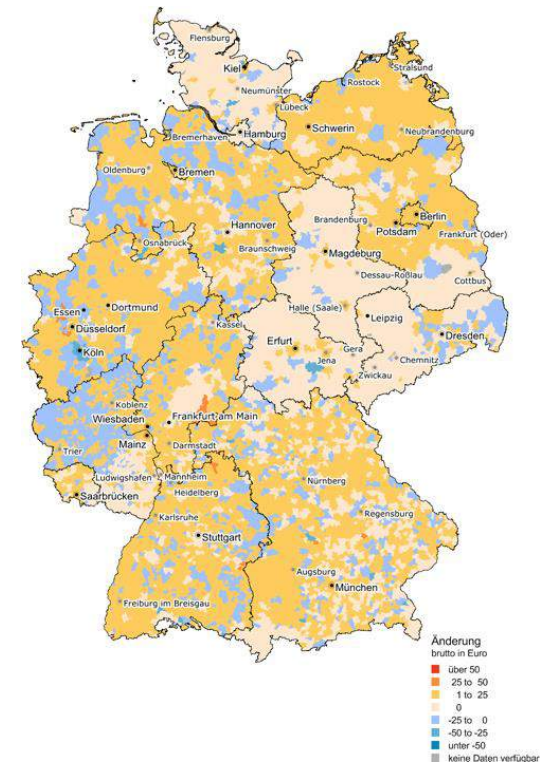 Flensburg
Kiel
Stralsund
Rostock
Neumünster
Lübeck
Schwerin
Neubrandenburg
Bremerhaven
Hamburg
Oldenburg
Bremen
Brandenburg
Berlin
Hannover
Potsdam
Frankfurt (Oder)
Osnabrück
Braunschweig
Magdeburg
Dessau-Roßlau
Cottbus
Essen
Dortmund
Halle (Saale)
Leipzig
Düsseldorf
Kassel
Dresden
Erfurt
Köln
Gera
Jena
Chemnitz
Zwickau
Koblenz
Wiesbaden
Frankfurt am Main
Mainz
Trier
Darmstadt
Ludwigshafen
Mannheim
Nürnberg
Saarbrücken
Heidelberg
Regensburg
Karlsruhe
Stuttgart
Augsburg
München
Freiburg im Breisgau
Änderung
brutto in Euro
über 50
25 to 50
1 to 25
0
-25 to 0
-50 to -25
unter -50
keine Daten verfügbar